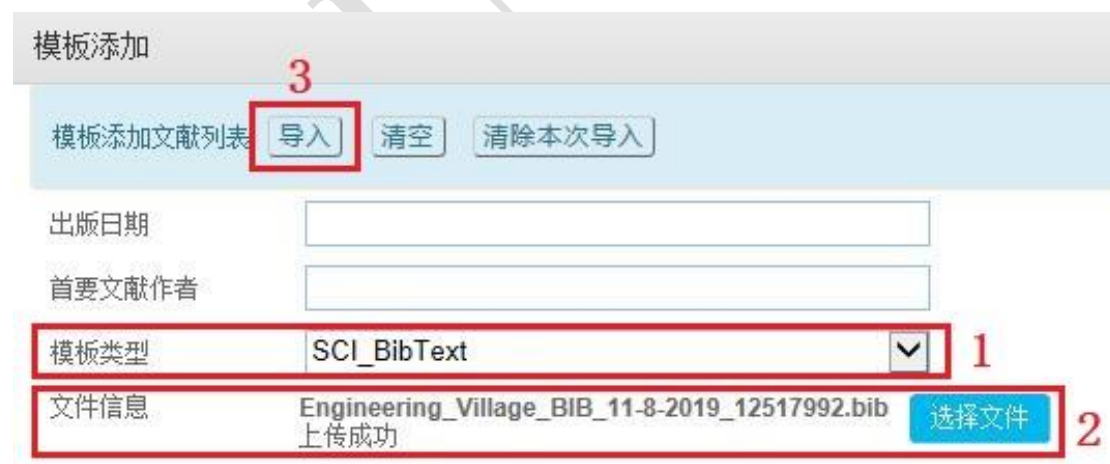 模板添加
3
模板添加文献列表 导入 清空 清除本次导入
出版日期
首要文献作者
模板类型 SCI_BibText 1
文件信息 Engineering_Village_BIB_11-8-2019_12517992.bib 选择文件 2
上传成功